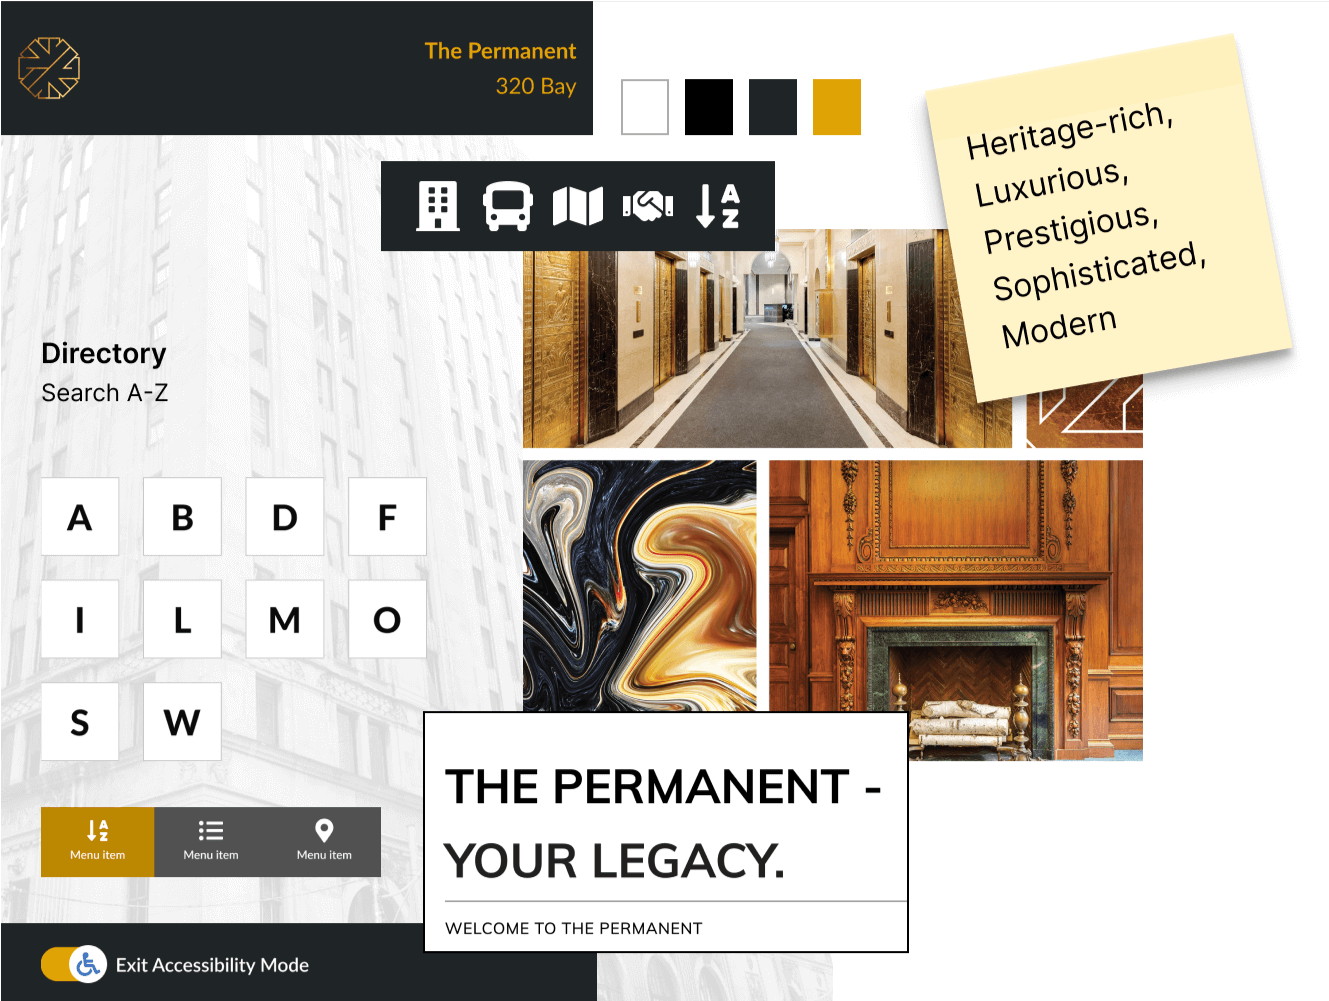 The Permanent
320 Bay
Heritage-rich,
Luxurious,
Prestigious,
Sophisticated,
Modern
A
Z
Directory
Search A-Z
A B D F
I L M O
S W
A
Z
Menu item Menu item Menu item
THE PERMANENT -
YOUR LEGACY.
WELCOME TO THE PERMANENT
Exit Accessibility Mode